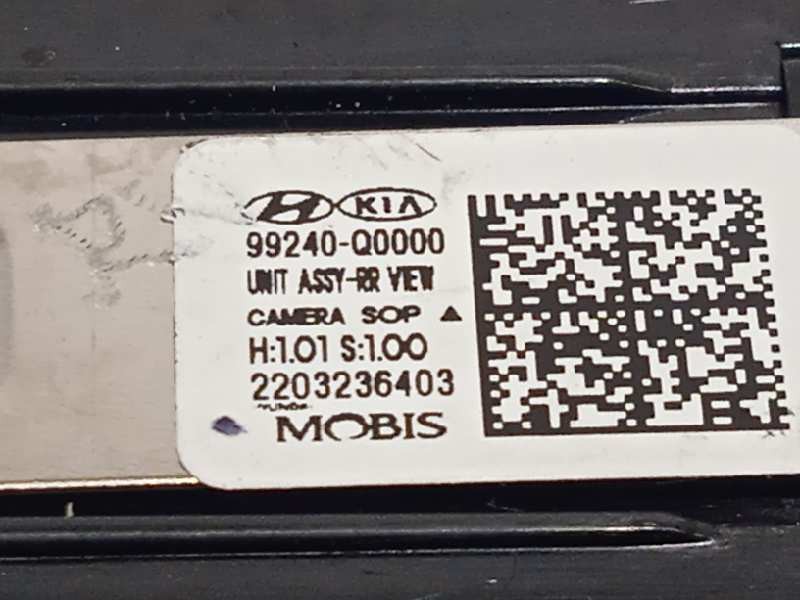 KIA
99240-Q0000
UNIT ASSY-RR VIEW
CAMERA SOP ▲
H:1.01 S:1.00
2203236403
MOBIS